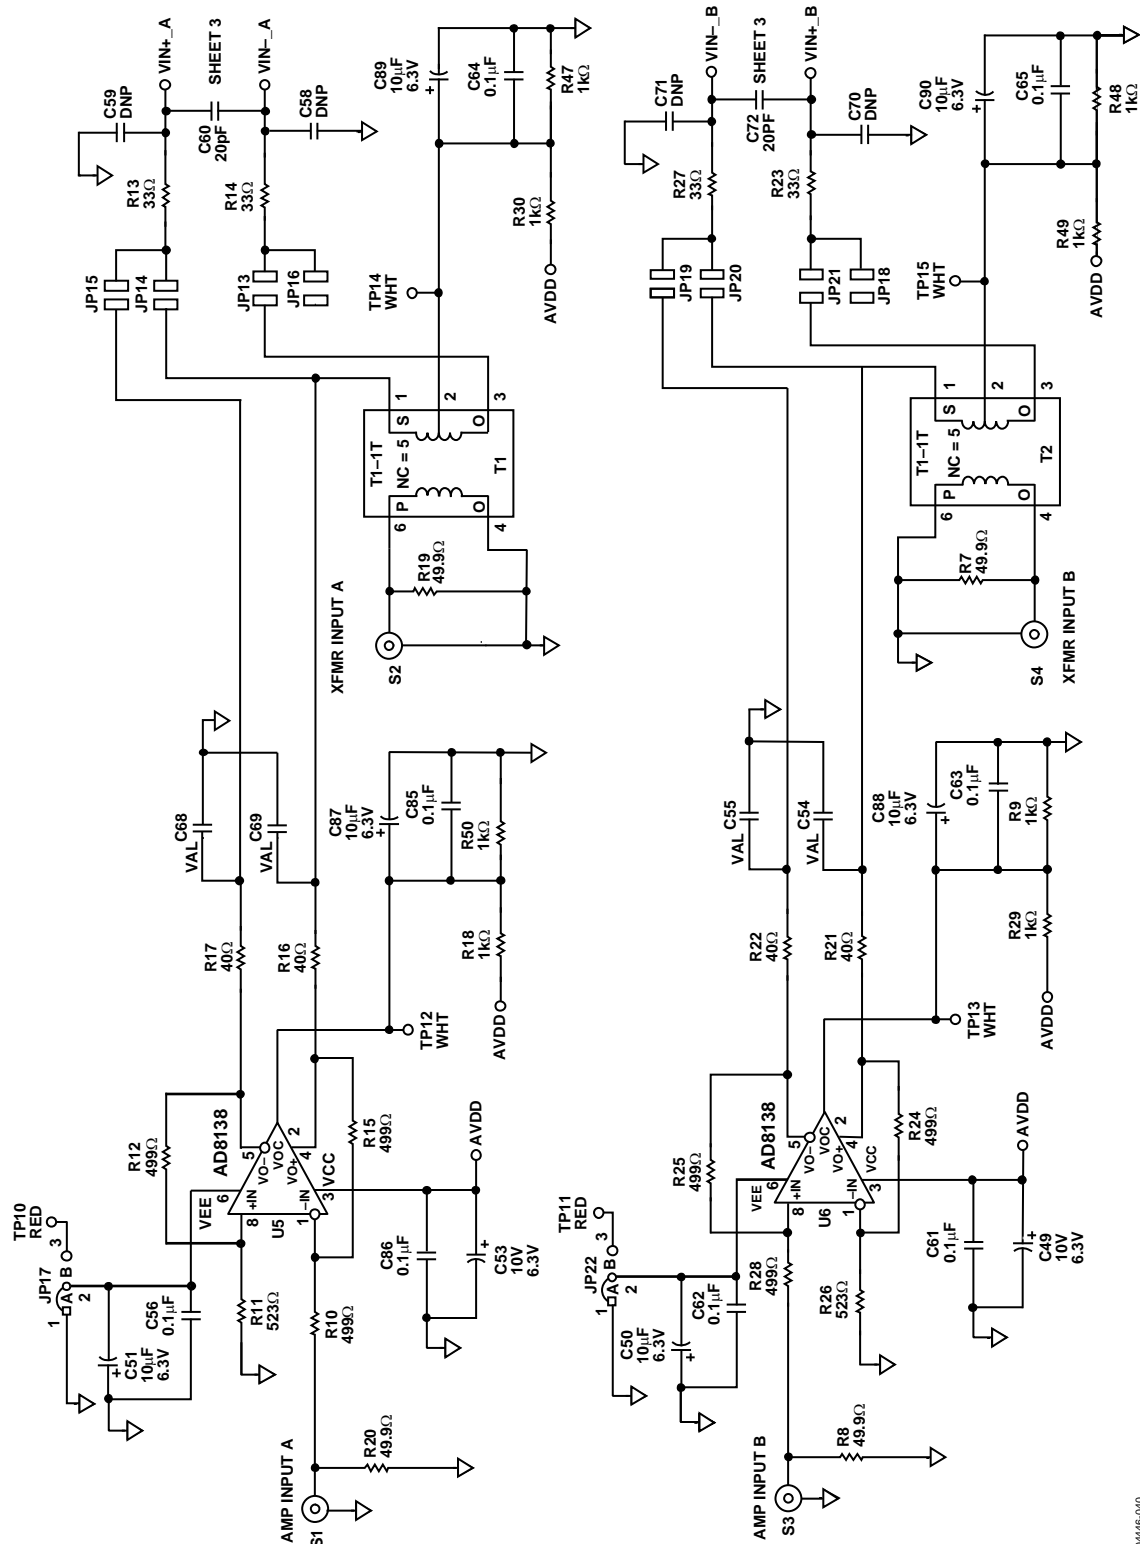 VIN+_A
SHEET 3
VIN–_A
C59
DNP
C60
20pF
C58
DNP
R13
33Ω
R14
33Ω
JP15
JP14
JP13
JP16
C89
10µF
6.3V
+
C64
0.1µF
R47
1kΩ
R30
1kΩ
AVDD
TP14
WHT
T1–1T
NC = 5
T1
S
P
O
O
1
2
3
4
6
R19
49.9Ω
XFMR INPUT A
S2
C68
VAL
C69
VAL
C87
10µF
6.3V
+
C85
0.1µF
R50
1kΩ
R18
1kΩ
AVDD
TP12
WHT
R17
40Ω
R16
40Ω
R12
499Ω
R15
499Ω
AD8138
U5
VEE
VCC
+IN
–IN
VO–
VOC
VO+
8
1
6
3
5
2
4
AVDD
C86
0.1µF
C53
10V
6.3V
+
TP10
RED
JP17
A
B
1
2
3
C56
0.1µF
C51
10µF
6.3V
+
R11
523Ω
R10
499Ω
R20
49.9Ω
AMP INPUT A
S1
VIN–_B
SHEET 3
VIN+_B
C71
DNP
C72
20PF
C70
DNP
R27
33Ω
R23
33Ω
JP19
JP20
JP21
JP18
C90
10µF
6.3V
+
C65
0.1µF
R48
1kΩ
R49
1kΩ
AVDD
TP15
WHT
T1–1T
NC = 5
T2
S
P
O
O
1
2
3
4
6
R7
49.9Ω
XFMR INPUT B
S4
C55
VAL
C54
VAL
C88
10µF
6.3V
+
C63
0.1µF
R9
1kΩ
R29
1kΩ
AVDD
TP13
WHT
R22
40Ω
R21
40Ω
R25
499Ω
R24
499Ω
AD8138
U6
VEE
VCC
+IN
–IN
VO–
VOC
VO+
8
1
6
3
5
2
4
AVDD
C61
0.1µF
C49
10V
6.3V
+
TP11
RED
JP22
A
B
1
2
3
C62
0.1µF
C50
10µF
6.3V
+
R28
499Ω
R26
523Ω
R8
49.9Ω
AMP INPUT B
S3